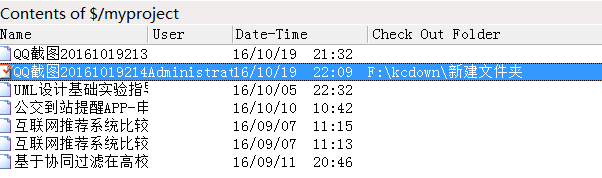 Contents of $/myproject
Name User Date-Time Check Out Folder
QQ截图20161019213 16/10/19 21:32
QQ截图20161019214 Administrat 16/10/19 22:09 F:\kcdown\新建文件夹
UML设计基础实验指导 16/10/05 22:32
公交到站提醒APP-申 16/10/10 10:42
互联网推荐系统比较 16/09/07 11:15
互联网推荐系统比较 16/09/07 11:13
基于协同过滤在高校 16/09/11 20:46